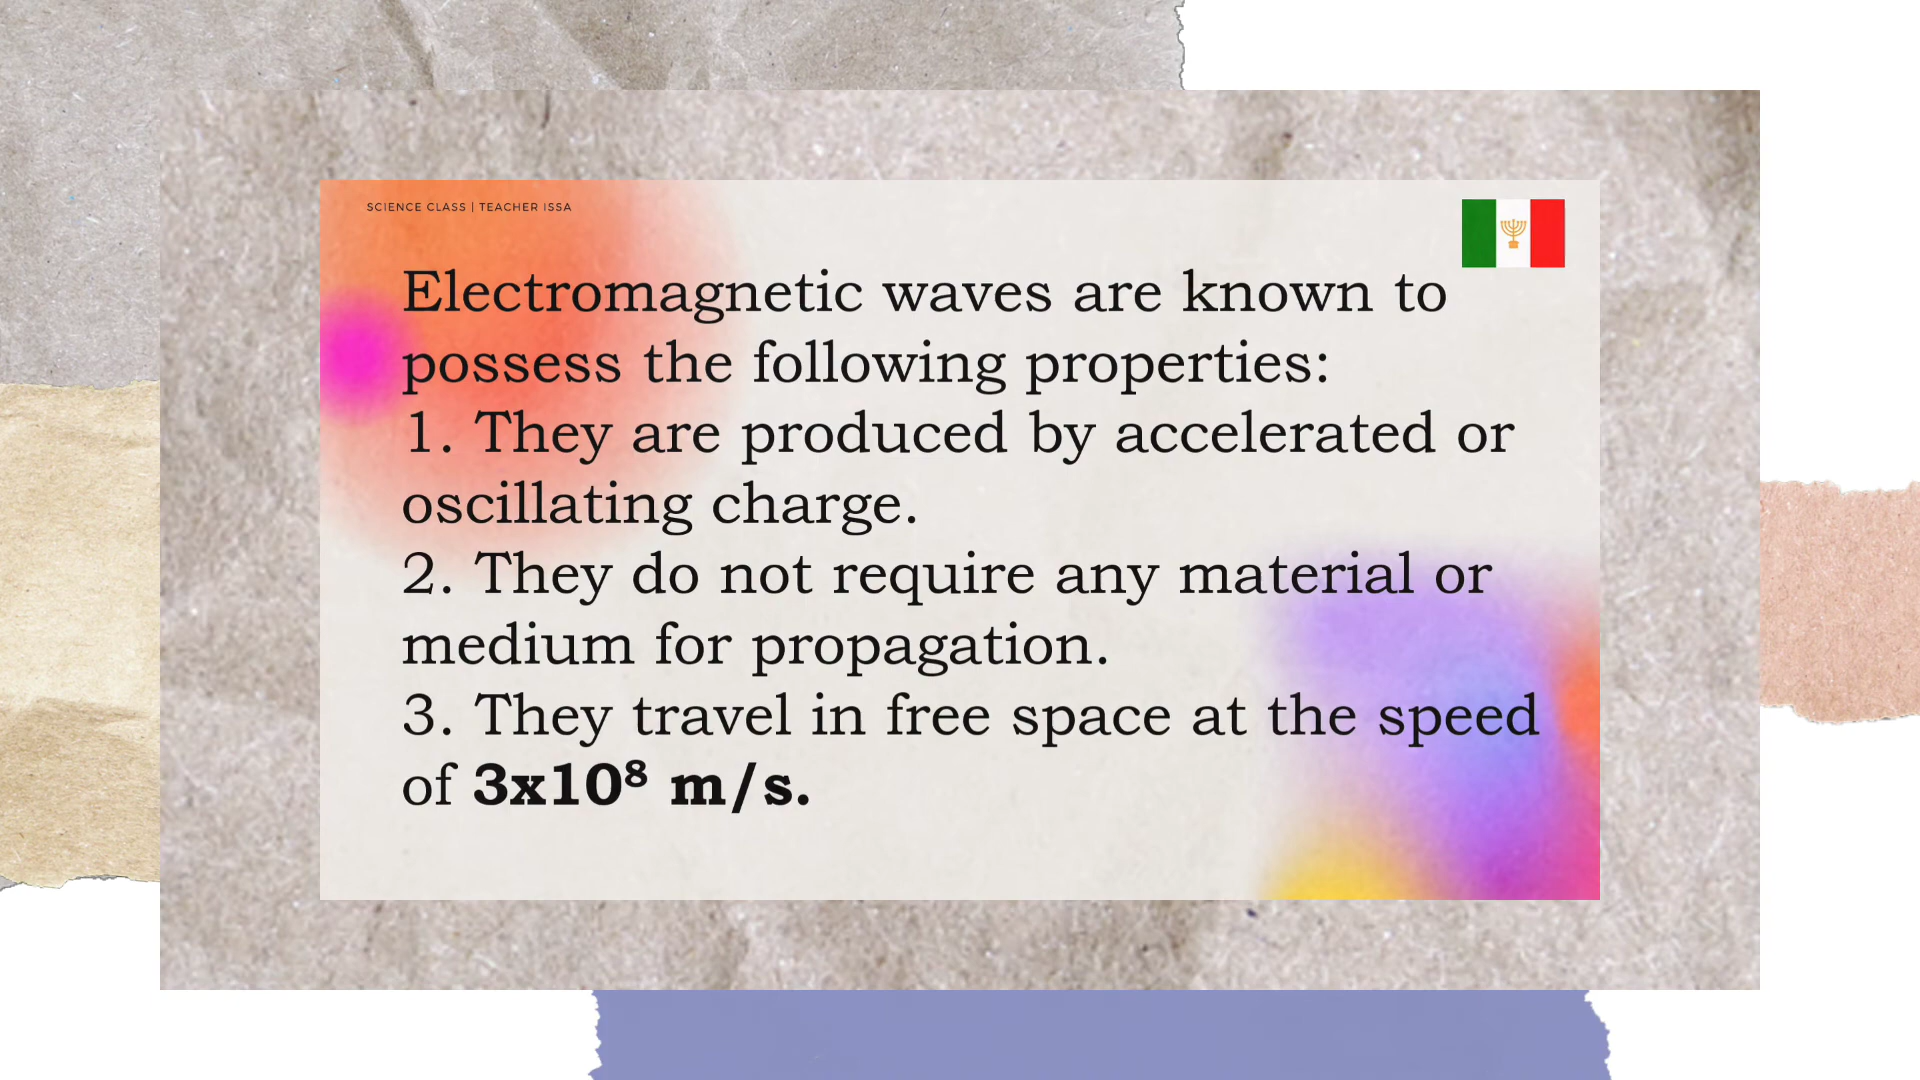 SCIENCE CLASS | TEACHER ISSA
Electromagnetic waves are known to
possess the following properties:
1. They are produced by accelerated or
oscillating charge.
2. They do not require any material or
medium for propagation.
3. They travel in free space at the speed
of 3x10⁸ m/s.